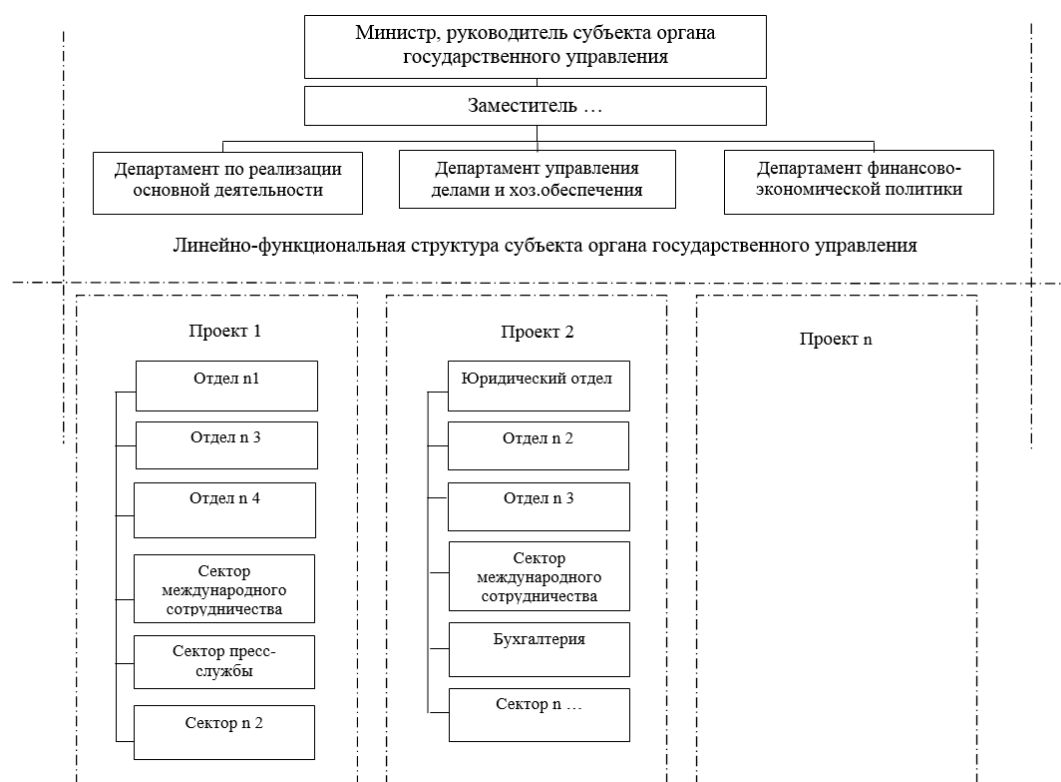 Министр, руководитель субъекта органа
государственного управления
Заместитель …
Департамент по реализации
основной деятельности
Департамент управления
делами и хоз.обеспечения
Департамент финансово-
экономической политики
Линейно-функциональная структура субъекта органа государственного управления
Проект 1
Отдел n1
Отдел n 3
Отдел n 4
Сектор
международного
сотрудничества
Сектор пресс-
службы
Сектор n 2
Проект 2
Юридический отдел
Отдел n 2
Отдел n 3
Сектор
международного
сотрудничества
Бухгалтерия
Сектор n …
Проект n